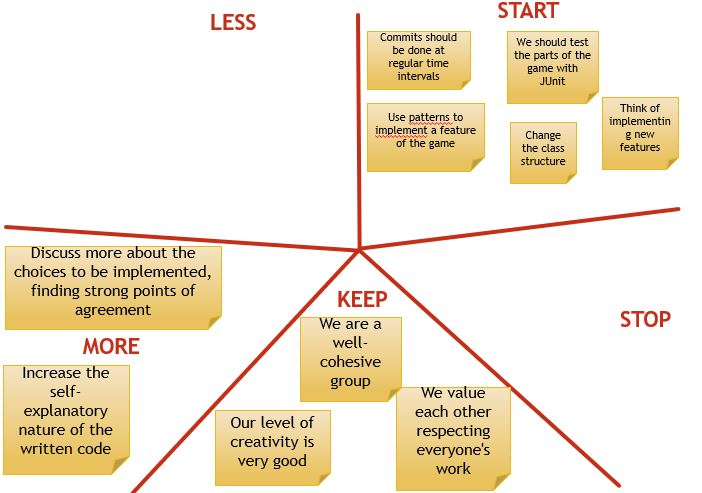 LESS
START
Commits should
be done at
regular time
intervals
We should test
the parts of the
game with
JUnit
Use patterns to
implement a feature
of the game
Change
the class
structure
Think of
implementin
g new
features
Discuss more about the
choices to be implemented,
finding strong points of
agreement
MORE
Increase the
self-
explanatory
nature of the
written code
KEEP
We are a
well-
cohesive
group
Our level of
creativity is
very good
We value
each other
respecting
everyone's
work
STOP